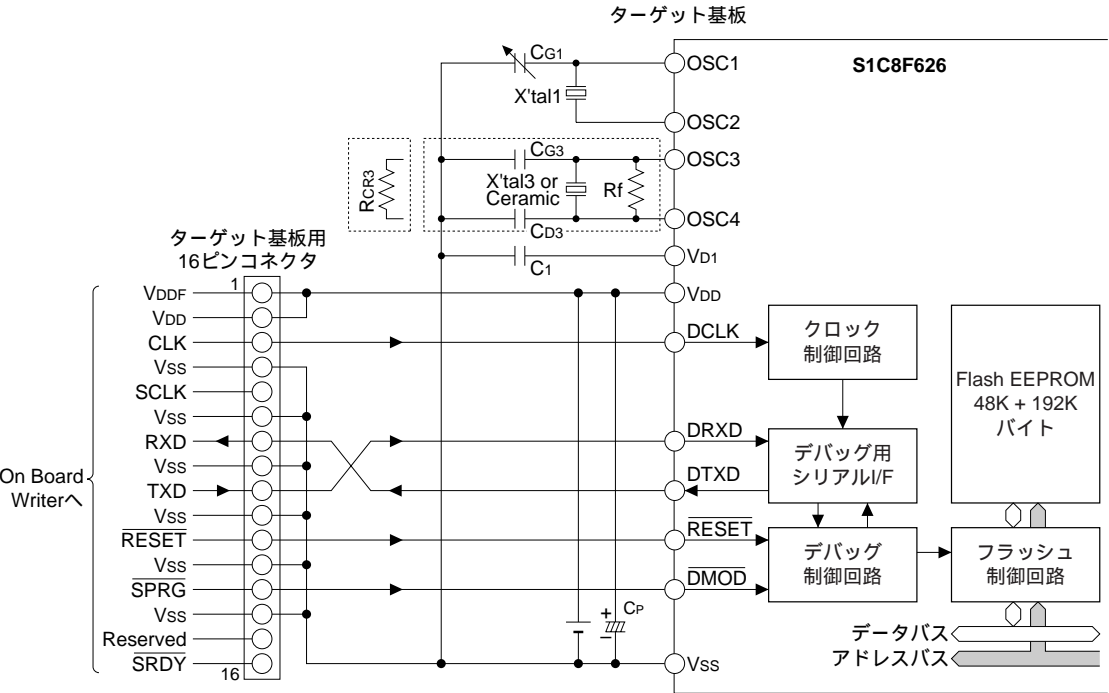 ターゲット基板
S1C8F626
CG1
X'tal1
OSC1
OSC2
RCR3
CG3
X'tal3 or
Ceramic
Rf
CD3
OSC3
OSC4
C1
VD1
ターゲット基板用
16ピンコネクタ
1
VDDF
VDD
CLK
Vss
SCLK
Vss
RXD
Vss
TXD
Vss
RESET
Vss
SPRG
Vss
Reserved
SRDY
16
On Board
Writerへ
+
CP
−
VDD
DCLK
DRXD
DTXD
RESET
DMOD
Vss
クロック
制御回路
デバッグ用
シリアルI/F
デバッグ
制御回路
Flash EEPROM
48K + 192K
バイト
フラッシュ
制御回路
データバス
アドレスバス